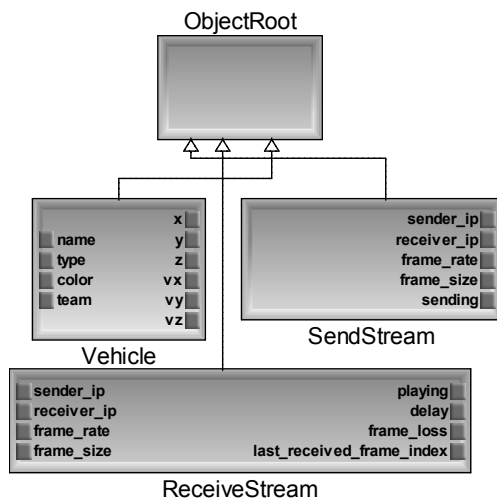 ObjectRoot
x
name y
type z
color vx
team vy
vz
Vehicle
sender_ip
receiver_ip
frame_rate
frame_size
sending
SendStream
sender_ip playing
receiver_ip delay
frame_rate frame_loss
frame_size last_received_frame_index
ReceiveStream